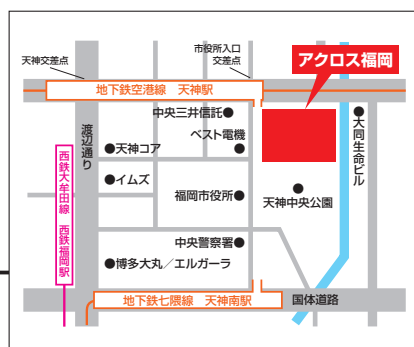 市役所入口
交差点
アクロス福岡
天神交差点
地下鉄空港線 天神駅
中央三井信託
ベスト電機
渡辺通り
天神コア
大同生命ビル
イムズ
西鉄大牟田線 西鉄福岡駅
福岡市役所
天神中央公園
中央警察署
博多大丸／エルガーラ
地下鉄七隈線 天神南駅
国体道路